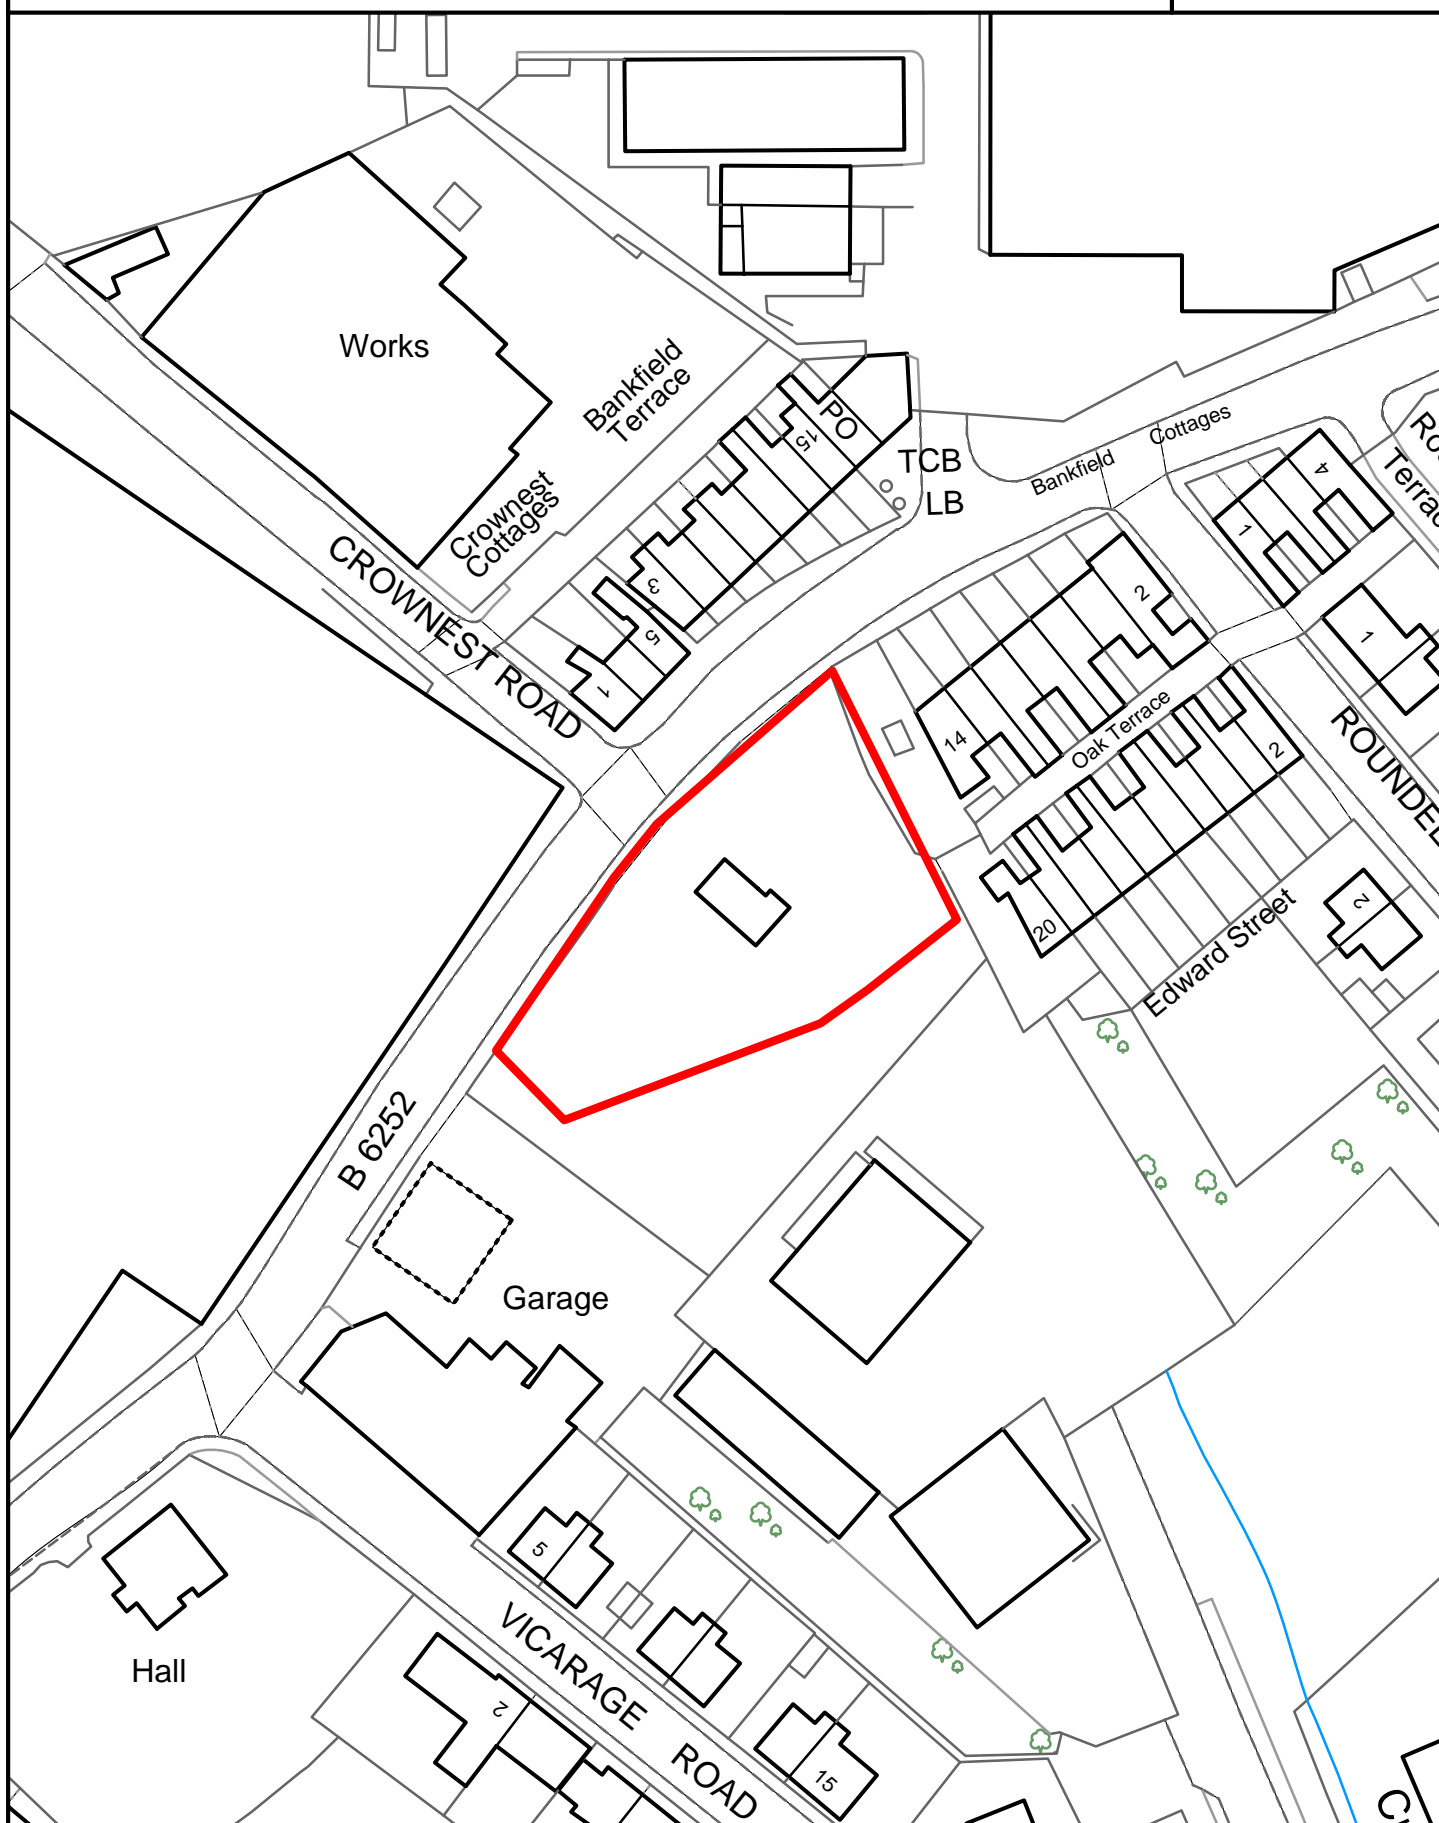 Works
Bankfield
Terrace
PO
15
TCB
LB
Bankfield
Cottages
4
1
Terrac
Crownest
Cottages
3
5
1
CROWNEST ROAD
2
14
Oak Terrace
2
1
20
Edward Street
2
B 6252
Garage
Hall
5
VICARAGE
ROAD
2
15